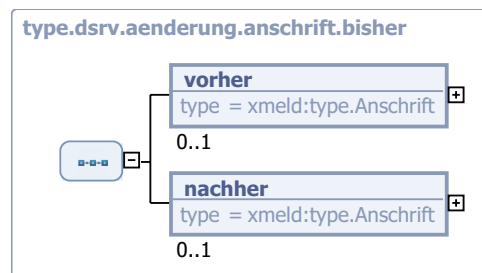 type.dsrv.aenderung.anschrift.bisher
vorher
type = xmeld:type.Anschrift
0..1
nachher
type = xmeld:type.Anschrift
0..1